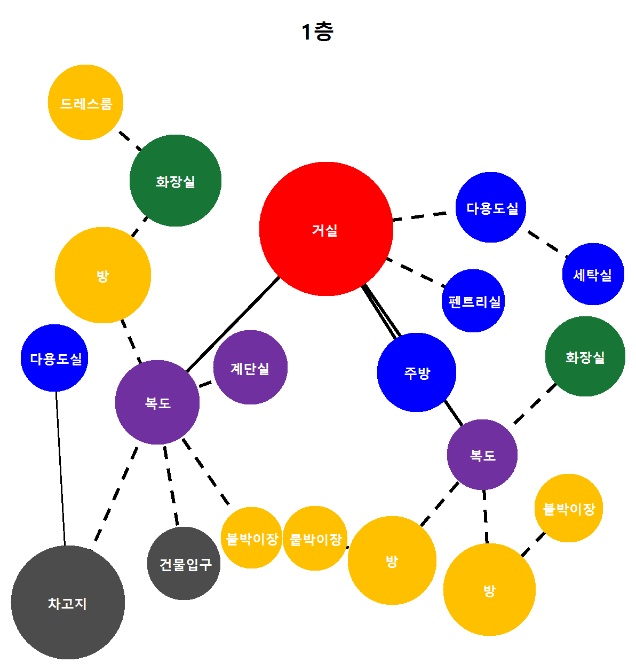 1층
드레스룸
화장실
거실
다용도실
방
세탁실
펜트리실
다용도실
계단실
주방
화장실
복도
복도
붙박이장
건물입구
붙박이장
붙박이장
방
방
차고지